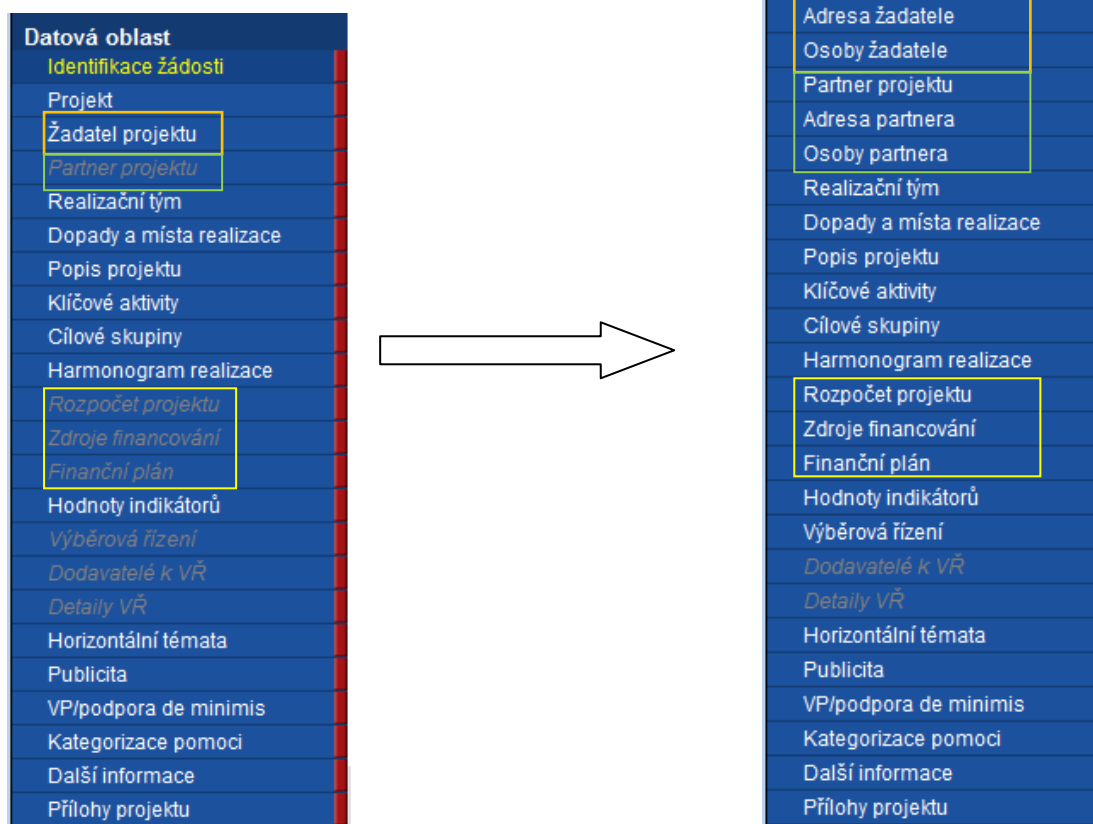 Datová oblast
Identifikace žádosti
Projekt
Žadatel projektu
Partner projektu
Realizační tým
Dopady a místa realizace
Popis projektu
Klíčové aktivity
Cílové skupiny
Harmonogram realizace
Rozpočet projektu
Zdroje financování
Finanční plán
Hodnoty indikátorů
Výběrová řízení
Dodavatelé k VŘ
Detaily VŘ
Horizontální témata
Publicita
VP/podpora de minimis
Kategorizace pomoci
Další informace
Přílohy projektu
Adresa žadatele
Osoby žadatele
Partner projektu
Adresa partnera
Osoby partnera
Realizační tým
Dopady a místa realizace
Popis projektu
Klíčové aktivity
Cílové skupiny
Harmonogram realizace
Rozpočet projektu
Zdroje financování
Finanční plán
Hodnoty indikátorů
Výběrová řízení
Dodavatelé k VŘ
Detaily VŘ
Horizontální témata
Publicita
VP/podpora de minimis
Kategorizace pomoci
Další informace
Přílohy projektu